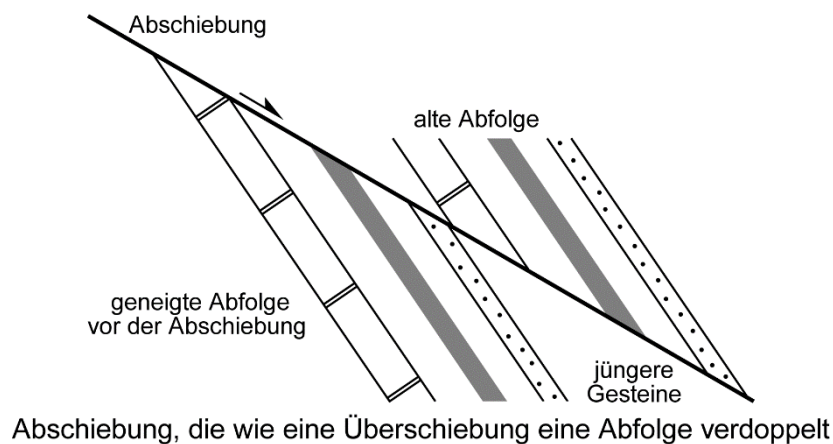 Abschiebung
alte Abfolge
geneigte Abfolge
vor der Abschiebung
jüngere
Gesteine
Abschiebung, die wie eine Überschiebung eine Abfolge verdoppelt